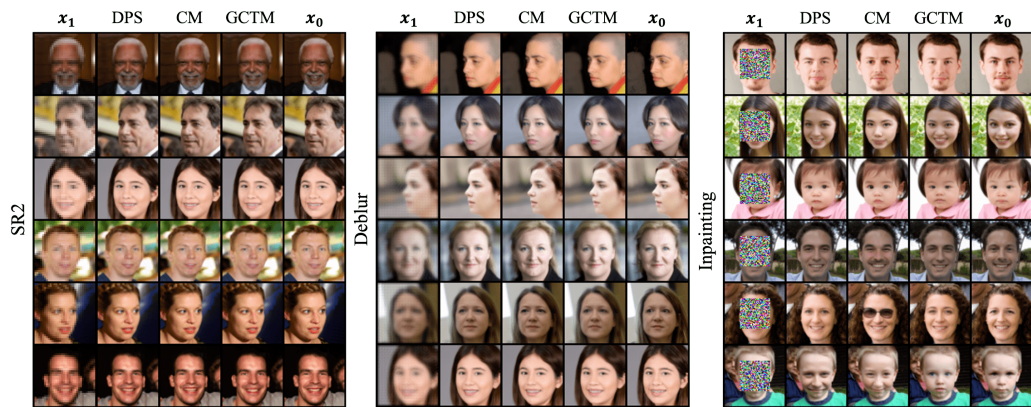 x₁ DPS CM GCTM x₀
SR2
x₁ DPS CM GCTM x₀
Deblur
x₁ DPS CM GCTM x₀
Inpainting